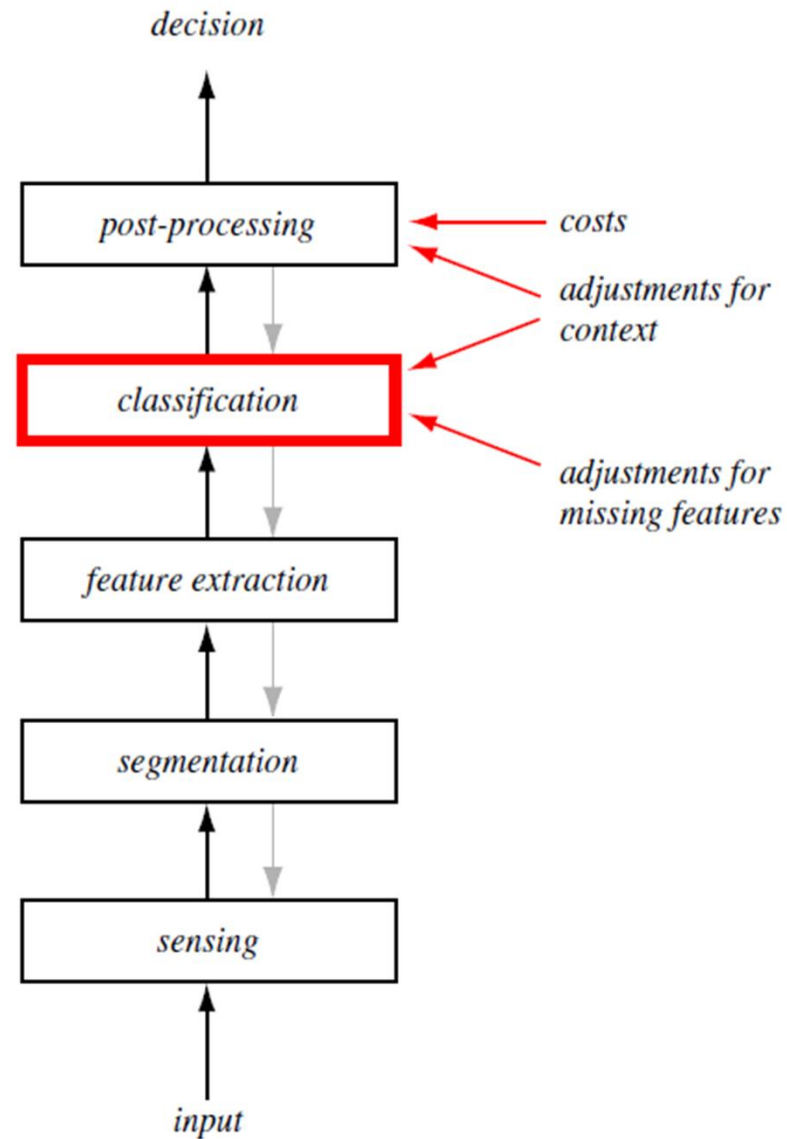 decision
post-processing
costs
adjustments for
context
classification
adjustments for
missing features
feature extraction
segmentation
sensing
input